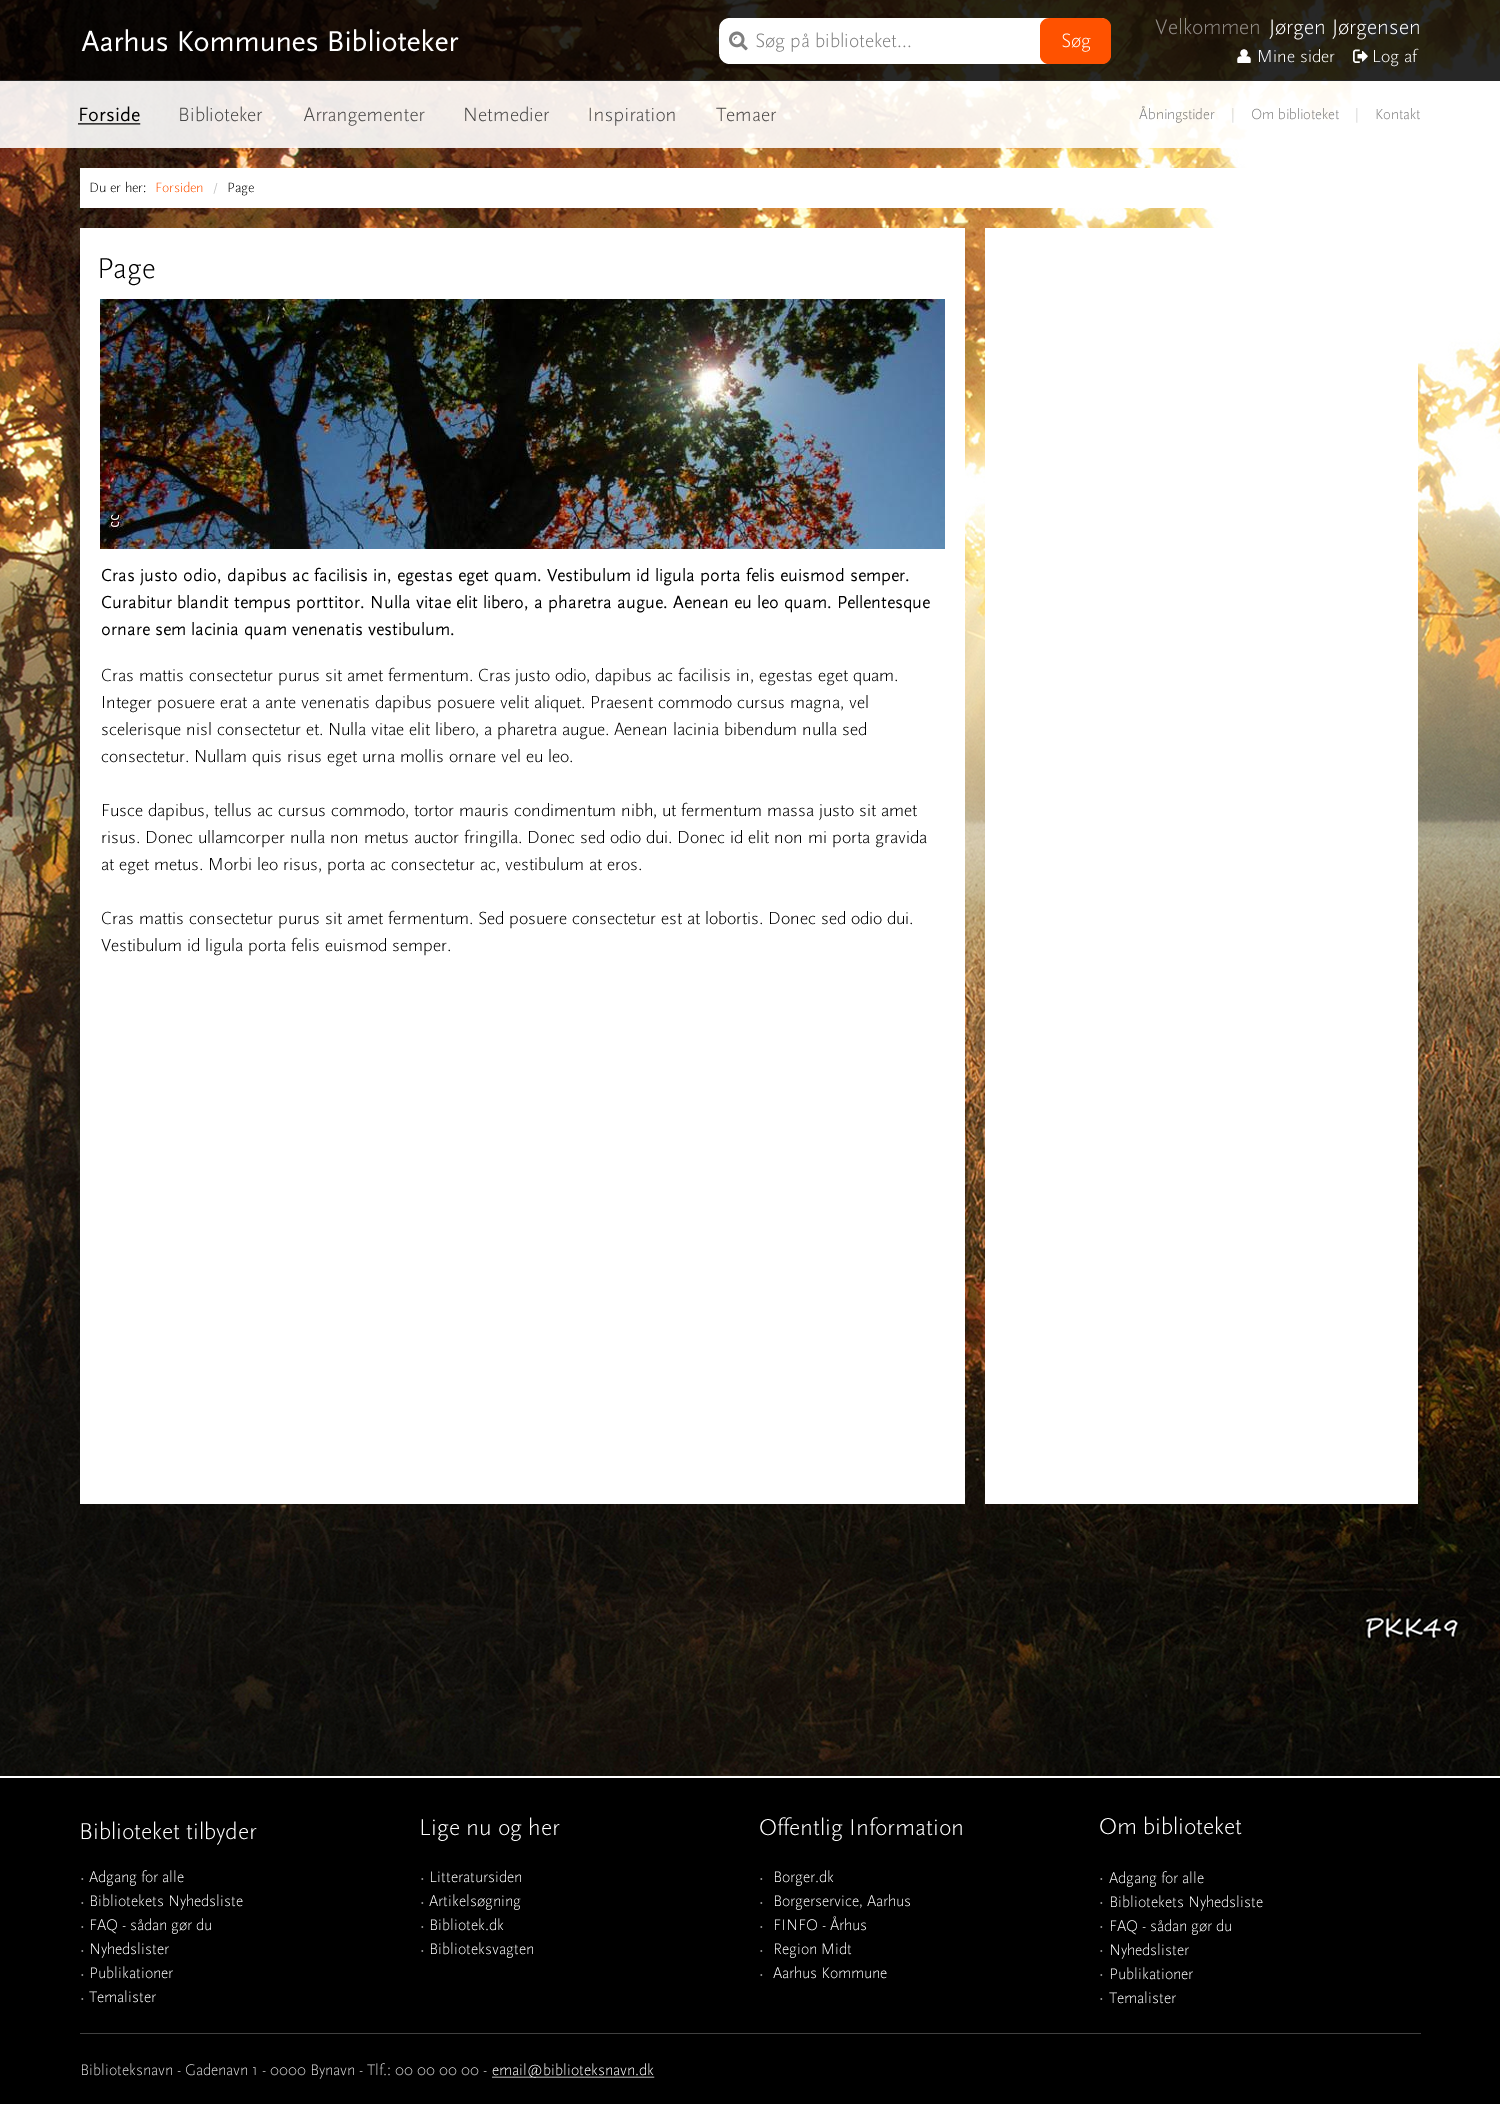 Aarhus Kommunes Biblioteker
Søg på biblioteket...
Søg
Velkommen Jørgen Jørgensen
Mine sider
Log af
Forside
Biblioteker
Arrangementer
Netmedier
Inspiration
Temaer
Åbningstider | Om biblioteket | Kontakt
Du er her: Forsiden / Page
Page
cc
Cras justo odio, dapibus ac facilisis in, egestas eget quam. Vestibulum id ligula porta felis euismod semper.
Curabitur blandit tempus porttitor. Nulla vitae elit libero, a pharetra augue. Aenean eu leo quam. Pellentesque
ornare sem lacinia quam venenatis vestibulum.
Cras mattis consectetur purus sit amet fermentum. Cras justo odio, dapibus ac facilisis in, egestas eget quam.
Integer posuere erat a ante venenatis dapibus posuere velit aliquet. Praesent commodo cursus magna, vel
scelerisque nisl consectetur et. Nulla vitae elit libero, a pharetra augue. Aenean lacinia bibendum nulla sed
consectetur. Nullam quis risus eget urna mollis ornare vel eu leo.
Fusce dapibus, tellus ac cursus commodo, tortor mauris condimentum nibh, ut fermentum massa justo sit amet
risus. Donec ullamcorper nulla non metus auctor fringilla. Donec sed odio dui. Donec id elit non mi porta gravida
at eget metus. Morbi leo risus, porta ac consectetur ac, vestibulum at eros.
Cras mattis consectetur purus sit amet fermentum. Sed posuere consectetur est at lobortis. Donec sed odio dui.
Vestibulum id ligula porta felis euismod semper.
PKK49
Biblioteket tilbyder
· Adgang for alle
· Bibliotekets Nyhedsliste
· FAQ - sådan gør du
· Nyhedslister
· Publikationer
· Temalister
Lige nu og her
· Litteratursiden
· Artikelsøgning
· Bibliotek.dk
· Biblioteksvagten
Offentlig Information
· Borger.dk
· Borgerservice, Aarhus
· FINFO - Århus
· Region Midt
· Aarhus Kommune
Om biblioteket
· Adgang for alle
· Bibliotekets Nyhedsliste
· FAQ - sådan gør du
· Nyhedslister
· Publikationer
· Temalister
Biblioteksnavn - Gadenavn 1 - 0000 Bynavn - Tlf.: 00 00 00 00 - email@biblioteksnavn.dk